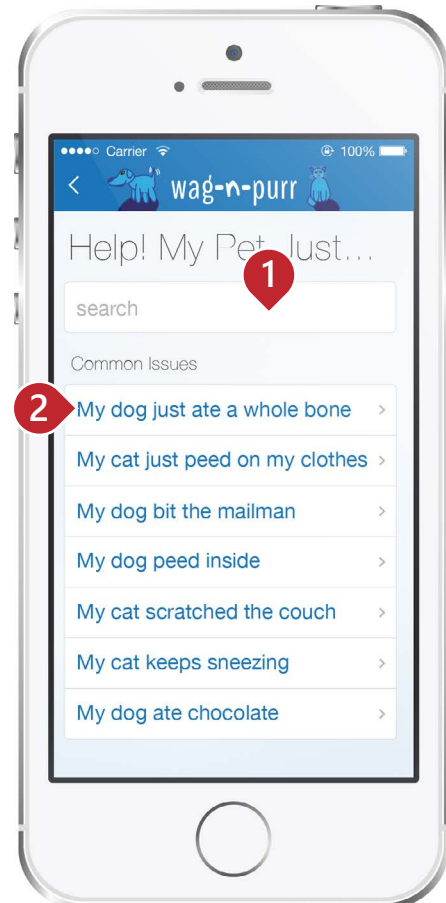 Carrier 100%
wag-n-purr
Help! My Pet Just...
1
search
Common Issues
2
My dog just ate a whole bone
My cat just peed on my clothes
My dog bit the mailman
My dog peed inside
My cat scratched the couch
My cat keeps sneezing
My dog ate chocolate